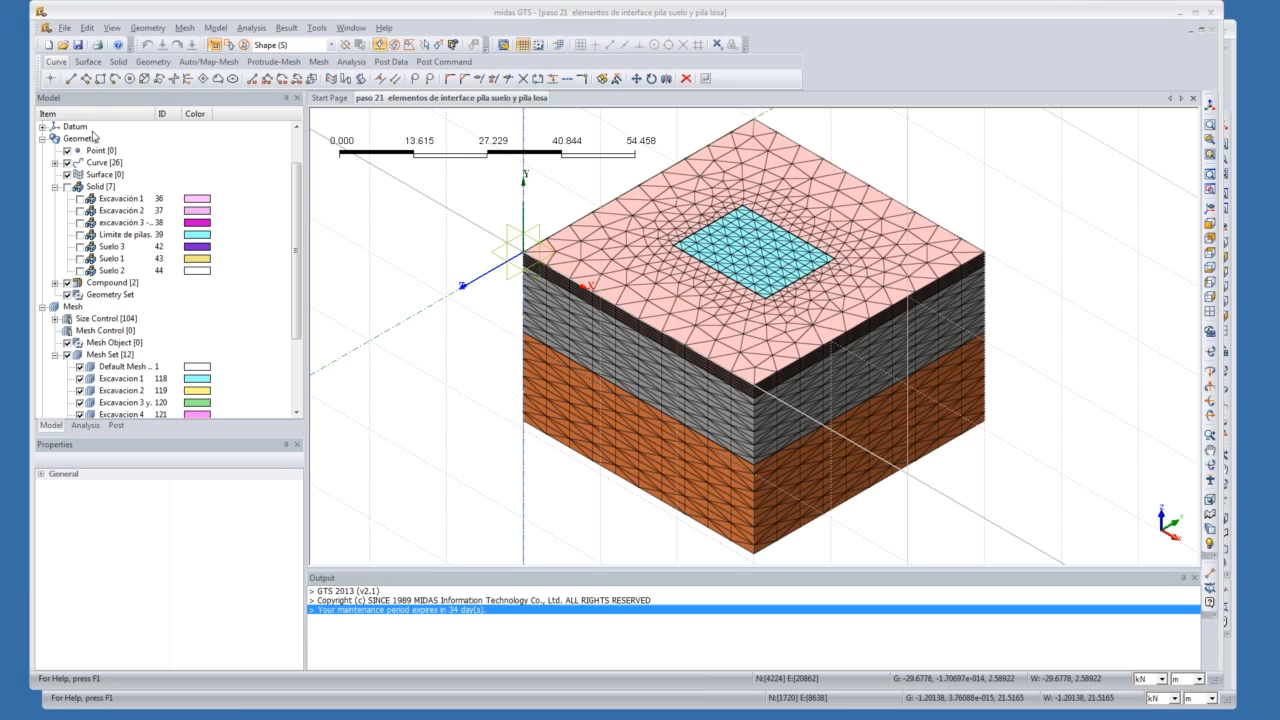 midas GTS - [paso 21  elementos de interface pila suelo y pila losa]
File Edit View Geometry Mesh Model Analysis Result Tools Window Help
Shape (S)
Curve Surface Solid Geometry Auto/Map-Mesh Protrude-Mesh Mesh Analysis Post Data Post Command
Model
Start Page paso 21  elementos de interface pila suelo y pila losa
Item ID Color
Datum
Geometry
Point [0]
Curve [26]
Surface [0]
Solid [7]
Excavación 1 36
Excavación 2 37
excavación 3 -.. 38
Limite de pilas. 39
Suelo 3 42
Suelo 1 43
Suelo 2 44
Compound [2]
Geometry Set
Mesh
Size Control [104]
Mesh Control [0]
Mesh Object [0]
Mesh Set [12]
Default Mesh .. 1
Excavacion 1 118
Excavacion 2 119
Excavacion 3 y. 120
Excavacion 4 121
Model Analysis Post
Properties
General
0.000 13.615 27.229 40.844 54.458
Y
X
Z
Z
Y
X
Output
> GTS 2013 (v2.1)
> Copyright (c) SINCE 1989 MIDAS Information Technology Co., Ltd. ALL RIGHTS RESERVED
> Your maintenance period expires in 34 day(s).
For Help, press F1
N:[4224] E:[20862] G: -29.6778, -1.70697e-014, 2.58922 W: -29.6778, 2.58922 kN m
For Help, press F1
N:[1720] E:[8638] G: -1.20138, 3.76088e-015, 21.5165 W: -1.20138, 21.5165 kN m